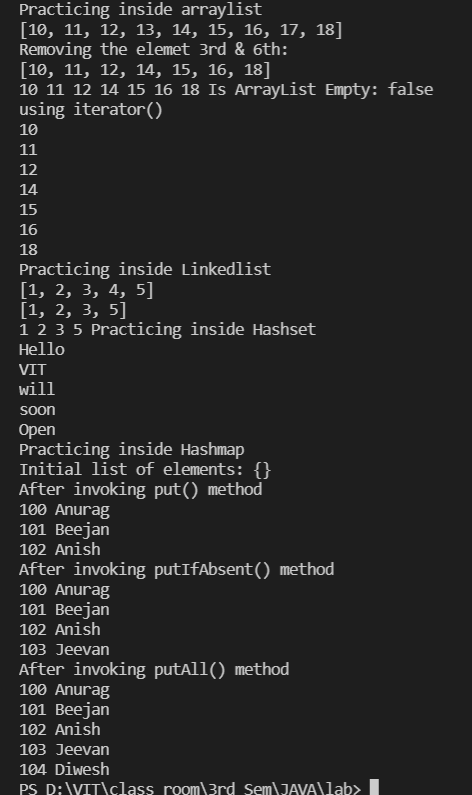 Practicing inside arraylist
[10, 11, 12, 13, 14, 15, 16, 17, 18]
Removing the elemet 3rd & 6th:
[10, 11, 12, 14, 15, 16, 18]
10 11 12 14 15 16 18 Is ArrayList Empty: false
using iterator()
10
11
12
14
15
16
18
Practicing inside Linkedlist
[1, 2, 3, 4, 5]
[1, 2, 3, 5]
1 2 3 5 Practicing inside Hashset
Hello
VIT
will
soon
Open
Practicing inside Hashmap
Initial list of elements: {}
After invoking put() method
100 Anurag
101 Beejan
102 Anish
After invoking putIfAbsent() method
100 Anurag
101 Beejan
102 Anish
103 Jeevan
After invoking putAll() method
100 Anurag
101 Beejan
102 Anish
103 Jeevan
104 Diwesh
PS D:\VIT\class room\3rd Sem\JAVA\lab>